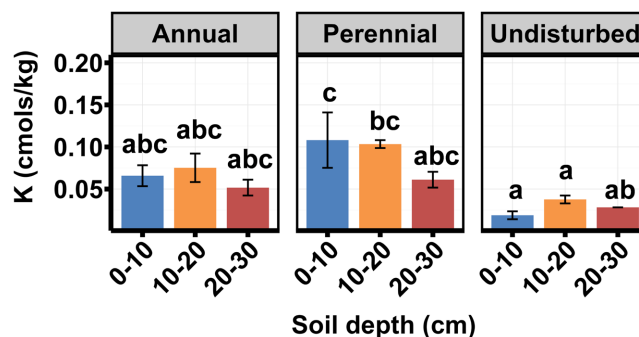 Annual Perennial Undisturbed
K (cmols/kg)
0.20
0.15
0.10
0.05
abc abc abc
c bc abc
a a ab
0-10 10-20 20-30 0-10 10-20 20-30 0-10 10-20 20-30
Soil depth (cm)